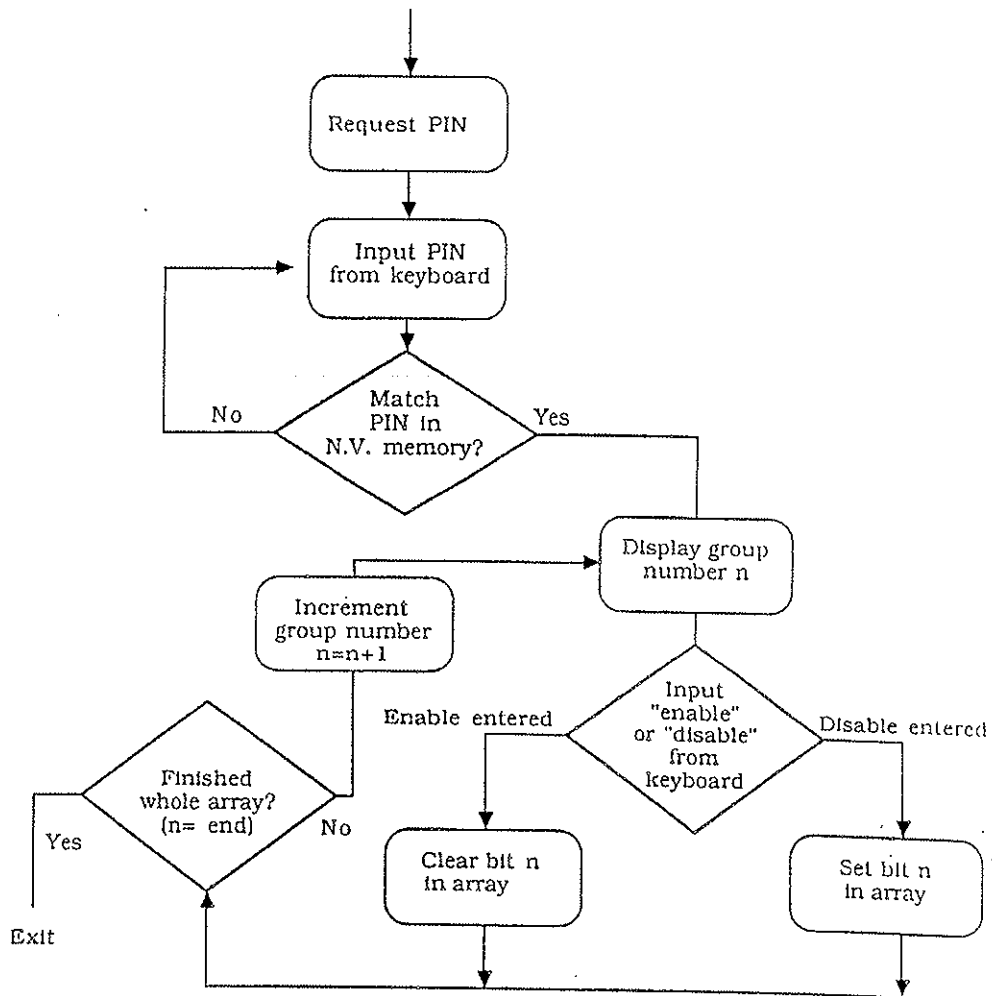 Request PIN
Input PIN
from keyboard
Match
PIN in
N.V. memory?
No
Yes
Display group
number n
Increment
group number
n=n+1
Input
"enable"
or "disable"
from
keyboard
Enable entered
Disable entered
Finished
whole array?
(n= end)
Yes
No
Clear bit n
in array
Set bit n
in array
Exit